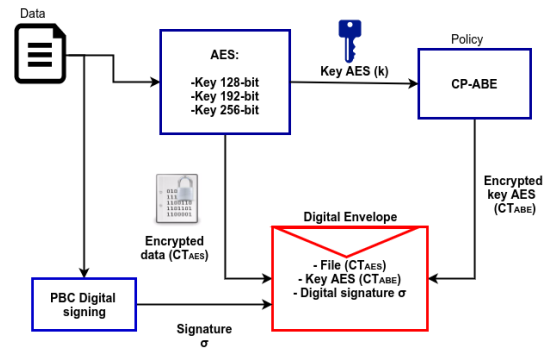 Data
AES:
-Key 128-bit
-Key 192-bit
-Key 256-bit
Key AES (k)
Policy
CP-ABE
Encrypted
data (CTAES)
Encrypted
key AES
(CTABE)
Digital Envelope
- File (CTAES)
- Key AES (CTABE)
- Digital signature σ
PBC Digital
signing
Signature
σ